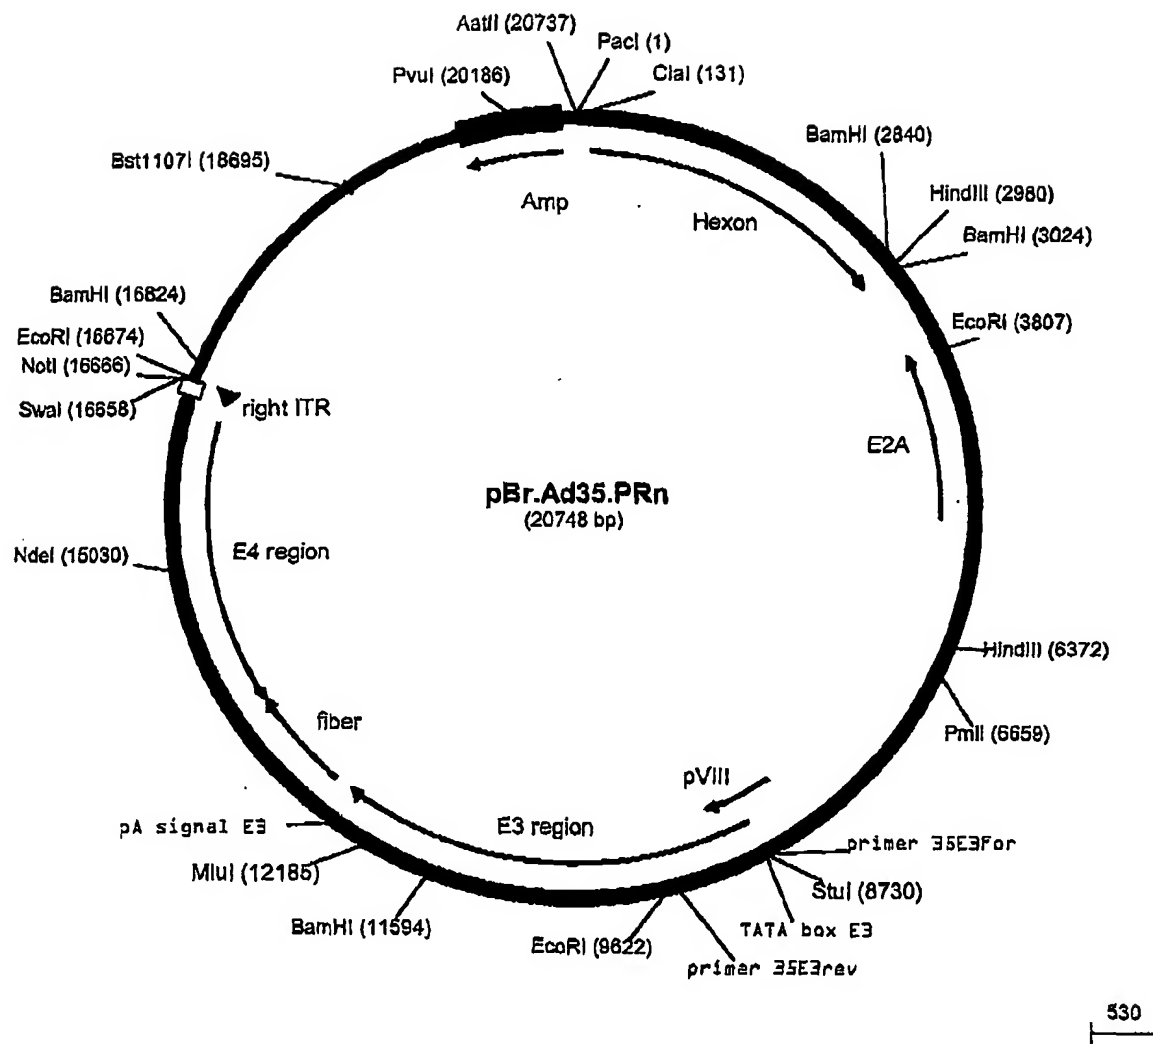 AatII (20737)
PacI (1)
PvuI (20186)
ClaI (131)
BamHI (2840)
Bst1107I (18695)
HindIII (2980)
Amp
Hexon
BamHI (3024)
BamHI (16824)
EcoRI (16674)
EcoRI (3807)
NotI (16666)
SwaI (16658)
right ITR
E2A
pBr.Ad35.PRn
(20748 bp)
NdeI (15030)
E4 region
HindIII (6372)
fiber
PmlI (6659)
pVIII
pA signal E3
E3 region
primer 35E3For
MluI (12185)
StuI (8730)
BamHI (11594)
TATA box E3
EcoRI (9622)
primer 35E3rev
530